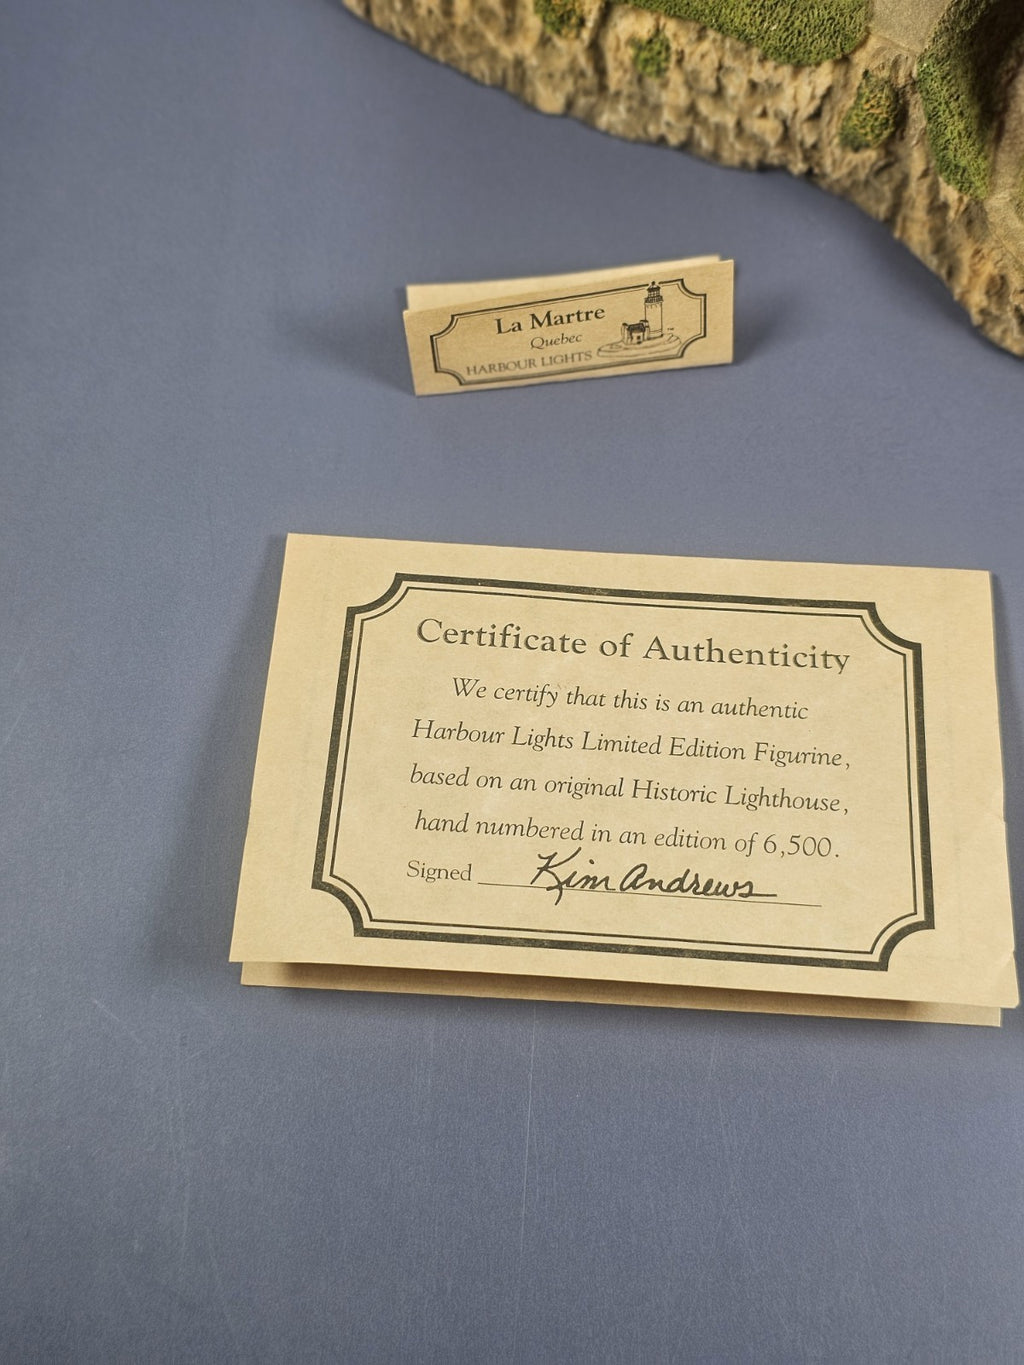 La Martre
Quebec
HARBOUR LIGHTS
Certificate of Authenticity
We certify that this is an authentic
Harbour Lights Limited Edition Figurine,
based on an original Historic Lighthouse,
hand numbered in an edition of 6,500.
Signed Kim Andrews